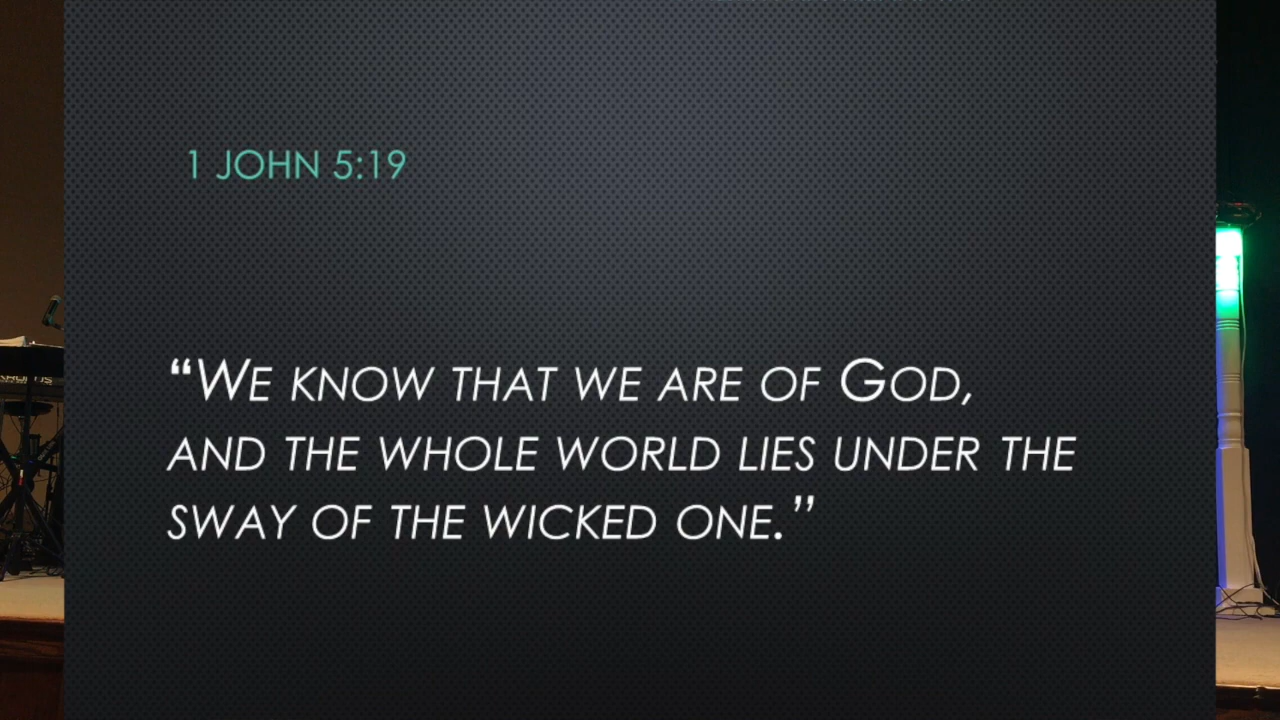 1 JOHN 5:19
“WE KNOW THAT WE ARE OF GOD,
AND THE WHOLE WORLD LIES UNDER THE
SWAY OF THE WICKED ONE.”